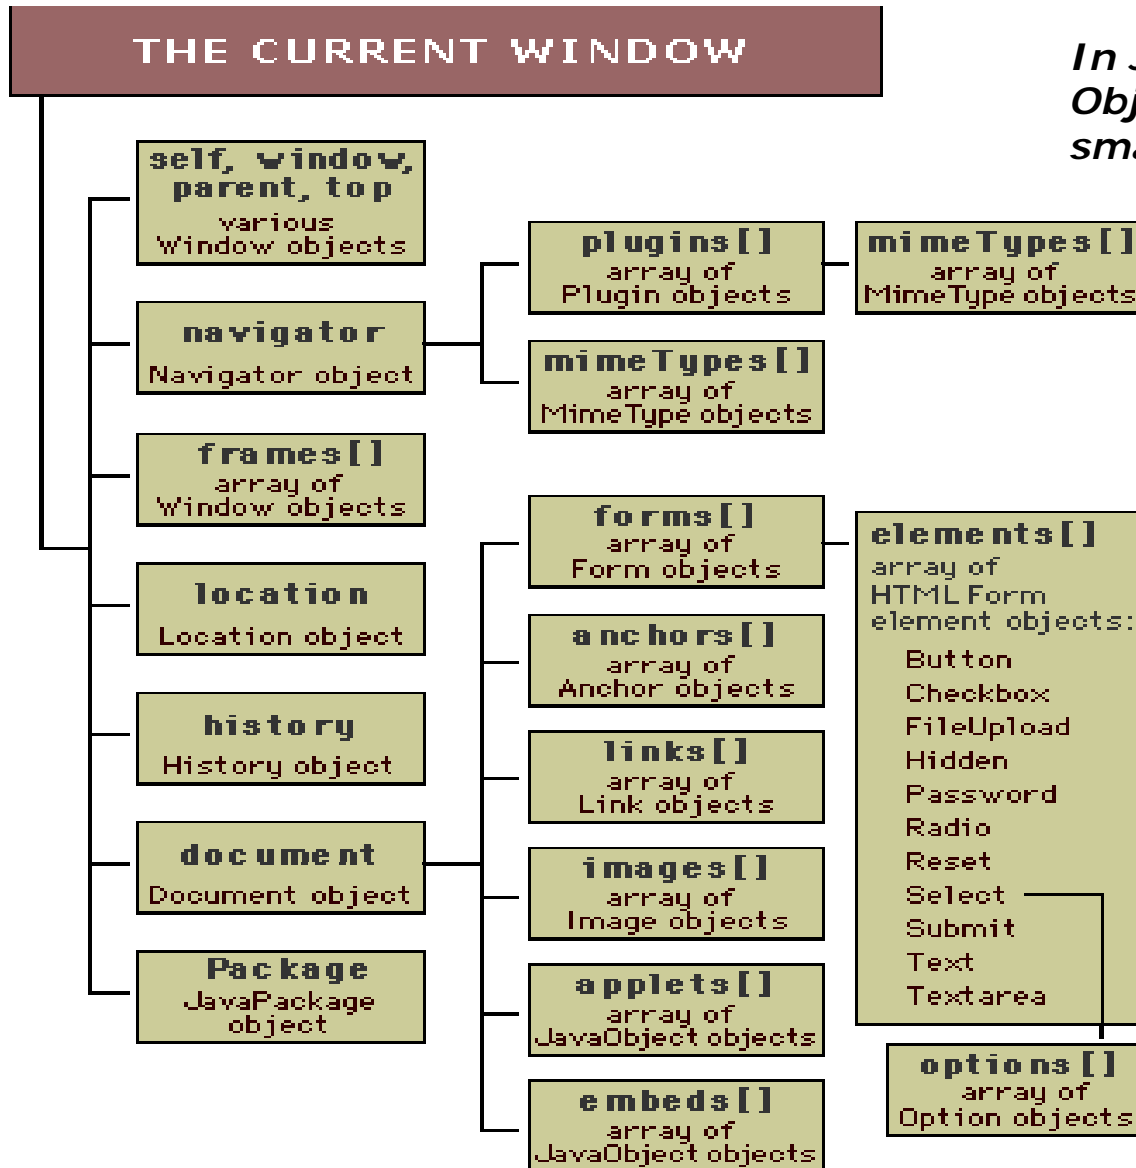 THE CURRENT WINDOW
In
Obj
sma
self, window,
parent, top
various
Window objects
navigator
Navigator object
frames[]
array of
Window objects
location
Location object
history
History object
document
Document object
Package
JavaPackage
object
plugins[]
array of
Plugin objects
mimeTypes[]
array of
MimeType objects
mimeTypes[]
array of
MimeType objects
forms[]
array of
Form objects
anchors[]
array of
Anchor objects
links[]
array of
Link objects
images[]
array of
Image objects
applets[]
array of
JavaObject objects
embeds[]
array of
JavaObject objects
elements[]
array of
HTML Form
element objects:
Button
Checkbox
FileUpload
Hidden
Password
Radio
Reset
Select
Submit
Text
Textarea
options[]
array of
Option objects